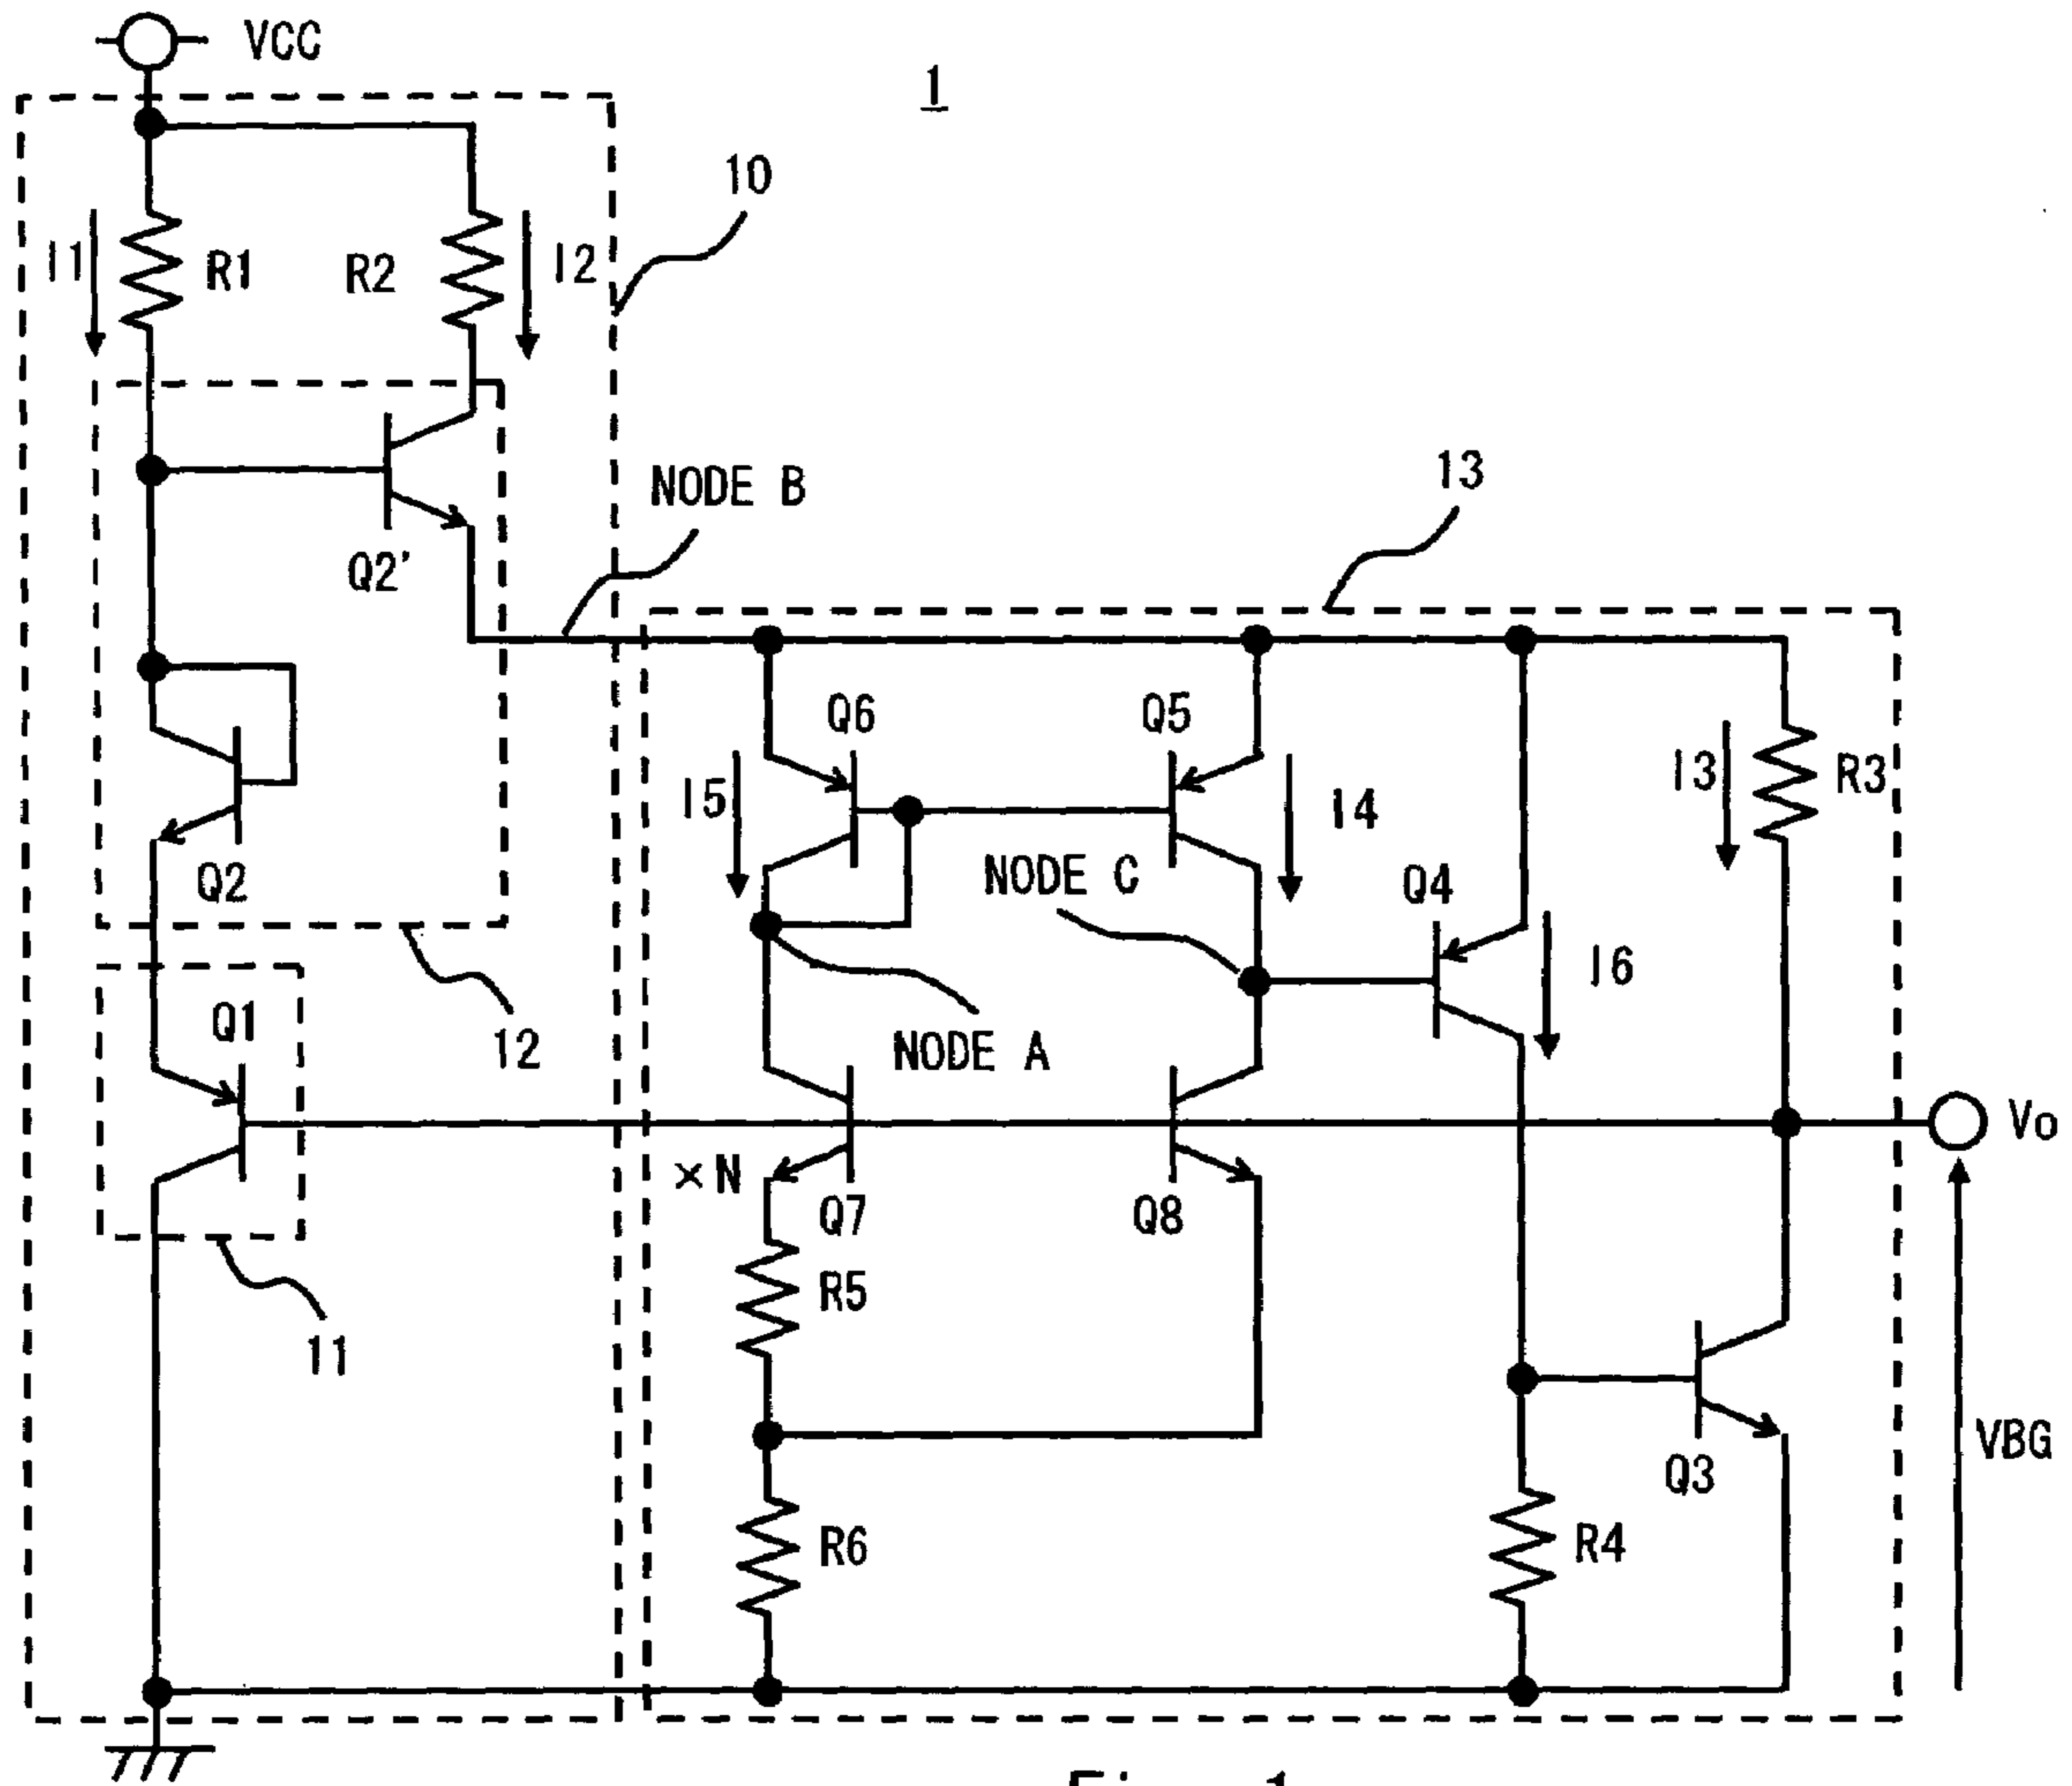 VCC
1
10
I1
R1
R2
I2
NODE B
13
Q2'
Q6
Q5
I5
I4
I3
R3
NODE C
Q4
Q2
I6
Q1
12
NODE A
Vo
×N
Q7
Q8
R5
11
VBG
Q3
R6
R4